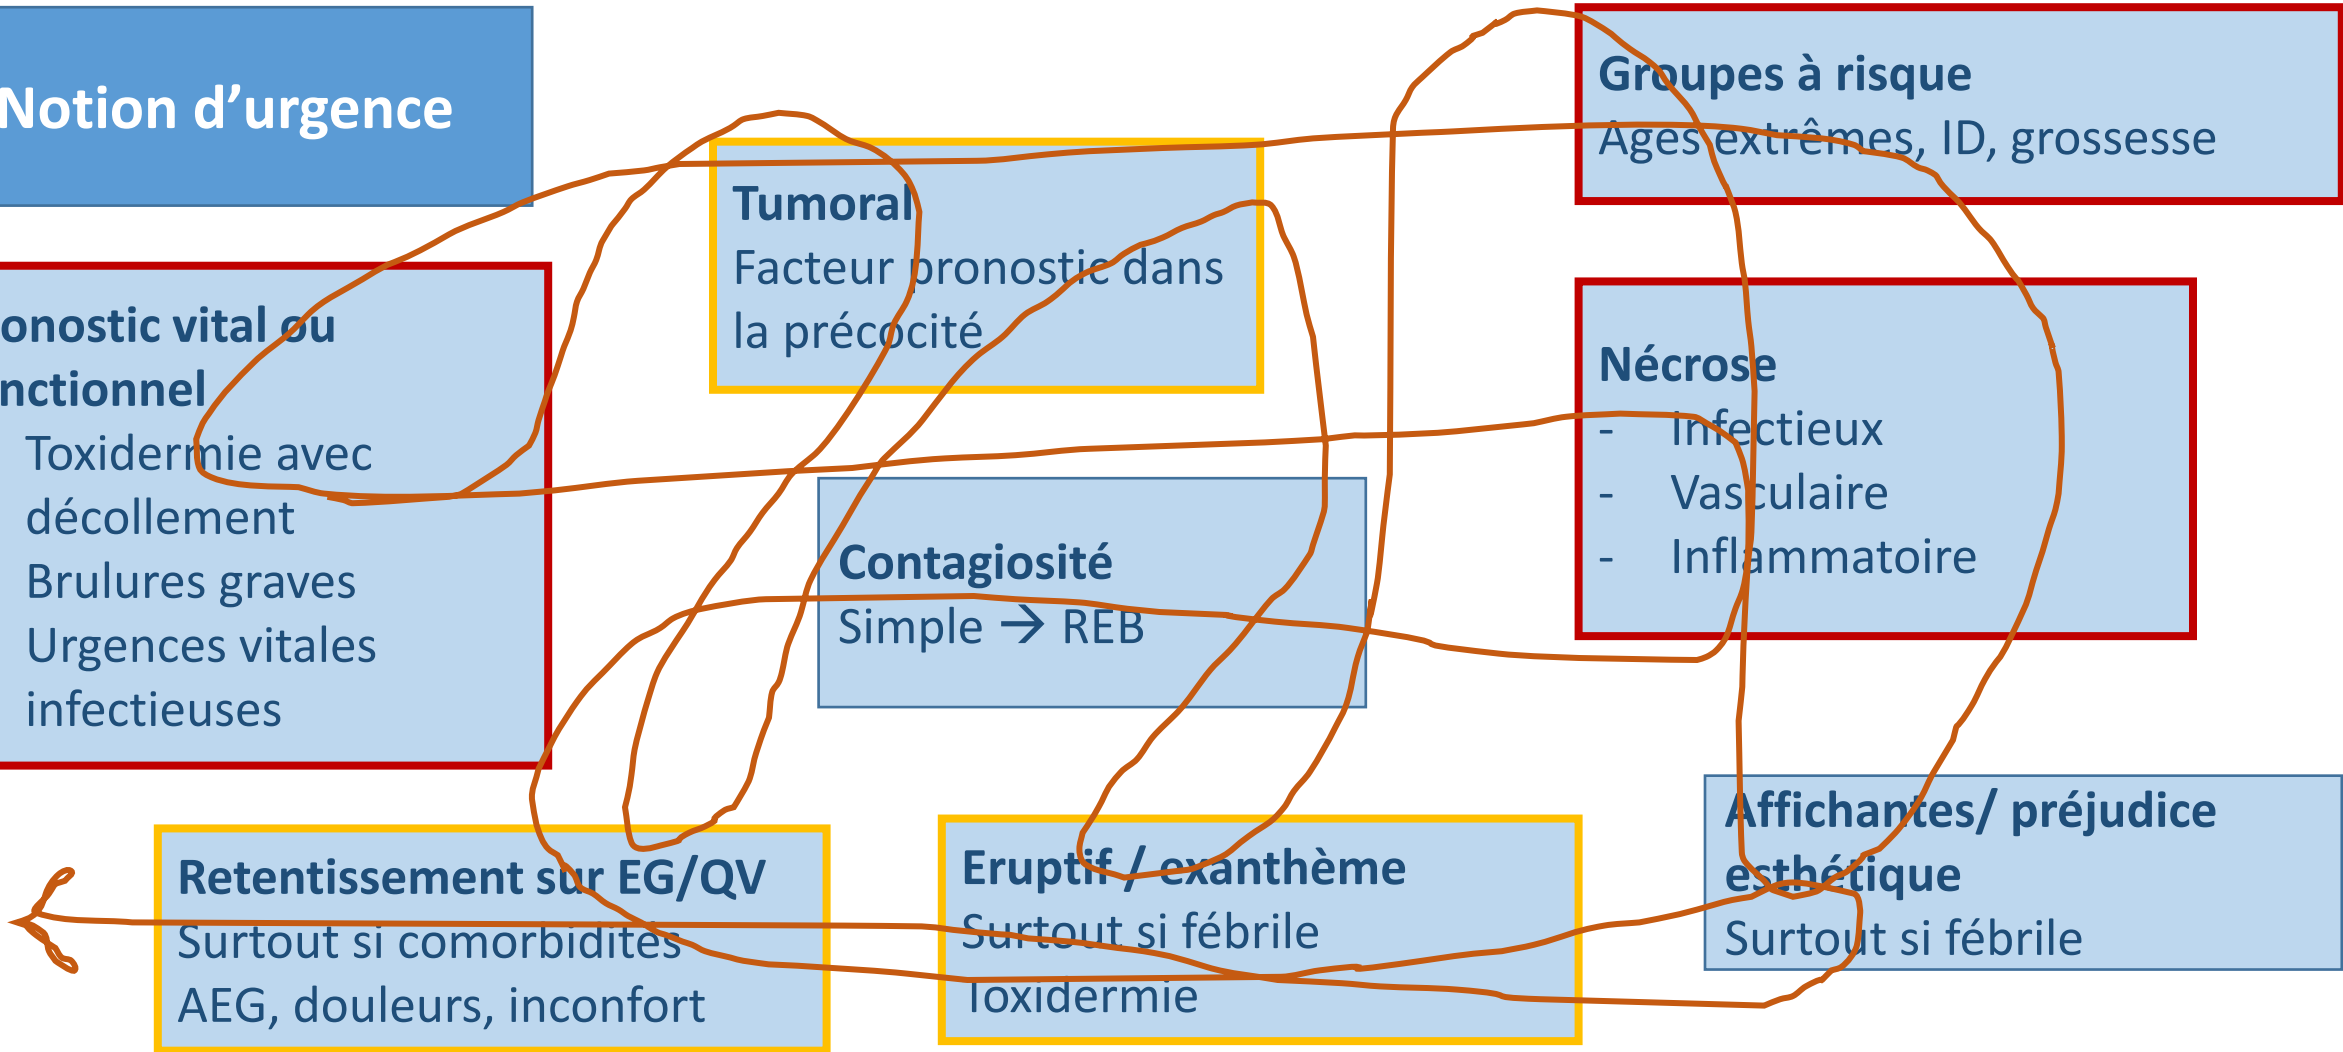 Notion d’urgence
onostic vital ou
nctionnel
Toxidermie avec
décollement
Brulures graves
Urgences vitales
infectieuses
Tumoral
Facteur pronostic dans
la précocité
Groupes à risque
Ages extrêmes, ID, grossesse
Nécrose
- Infectieux
- Vasculaire
- Inflammatoire
Contagiosité
Simple → REB
Retentissement sur EG/QV
Surtout si comorbidités
AEG, douleurs, inconfort
Eruptif / exanthème
Surtout si fébrile
Toxidermie
Affichantes/ préjudice
esthétique
Surtout si fébrile